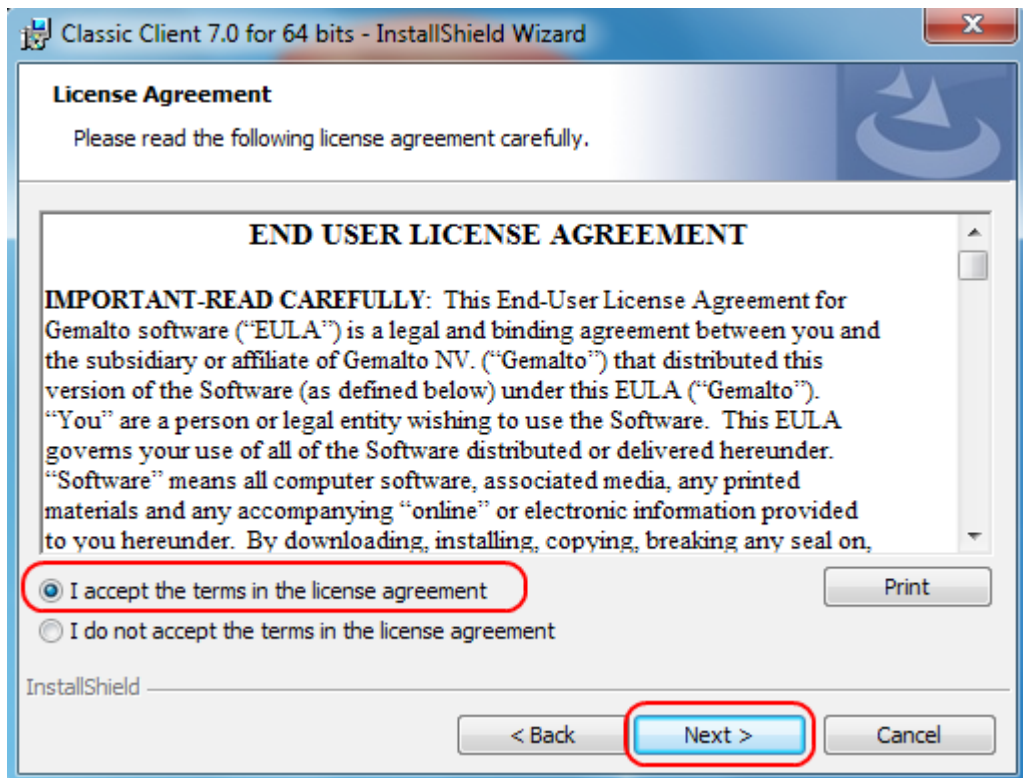 Classic Client 7.0 for 64 bits - InstallShield Wizard
License Agreement
Please read the following license agreement carefully.
END USER LICENSE AGREEMENT
IMPORTANT-READ CAREFULLY: This End-User License Agreement for
Gemalto software (“EULA”) is a legal and binding agreement between you and
the subsidiary or affiliate of Gemalto NV. (“Gemalto”) that distributed this
version of the Software (as defined below) under this EULA (“Gemalto”).
“You” are a person or legal entity wishing to use the Software. This EULA
governs your use of all of the Software distributed or delivered hereunder.
“Software” means all computer software, associated media, any printed
materials and any accompanying “online” or electronic information provided
to you hereunder. By downloading, installing, copying, breaking any seal on,
I accept the terms in the license agreement
Print
I do not accept the terms in the license agreement
InstallShield
< Back
Next >
Cancel